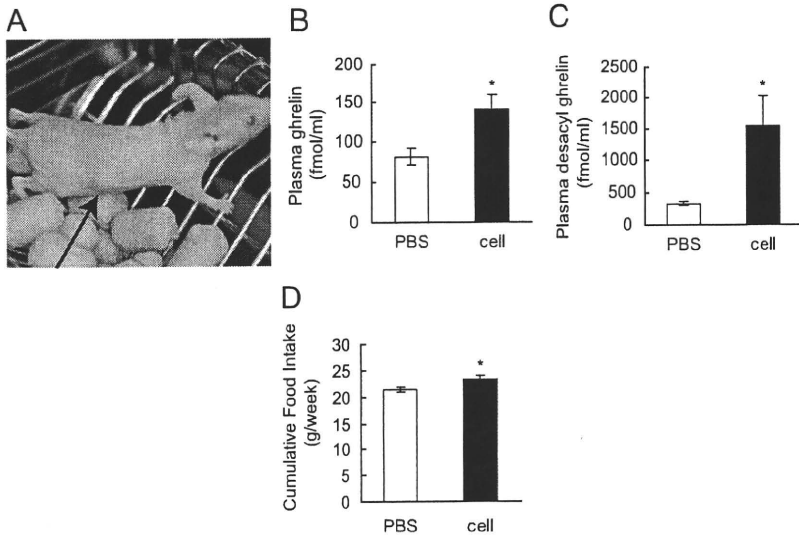 A
B
Plasma ghrelin
(fmol/ml)
200
150
100
50
0
*
PBS
cell
C
Plasma desacyl ghrelin
(fmol/ml)
2500
2000
1500
1000
500
0
*
PBS
cell
D
Cumulative Food Intake
(g/week)
30
25
20
15
10
5
0
*
PBS
cell